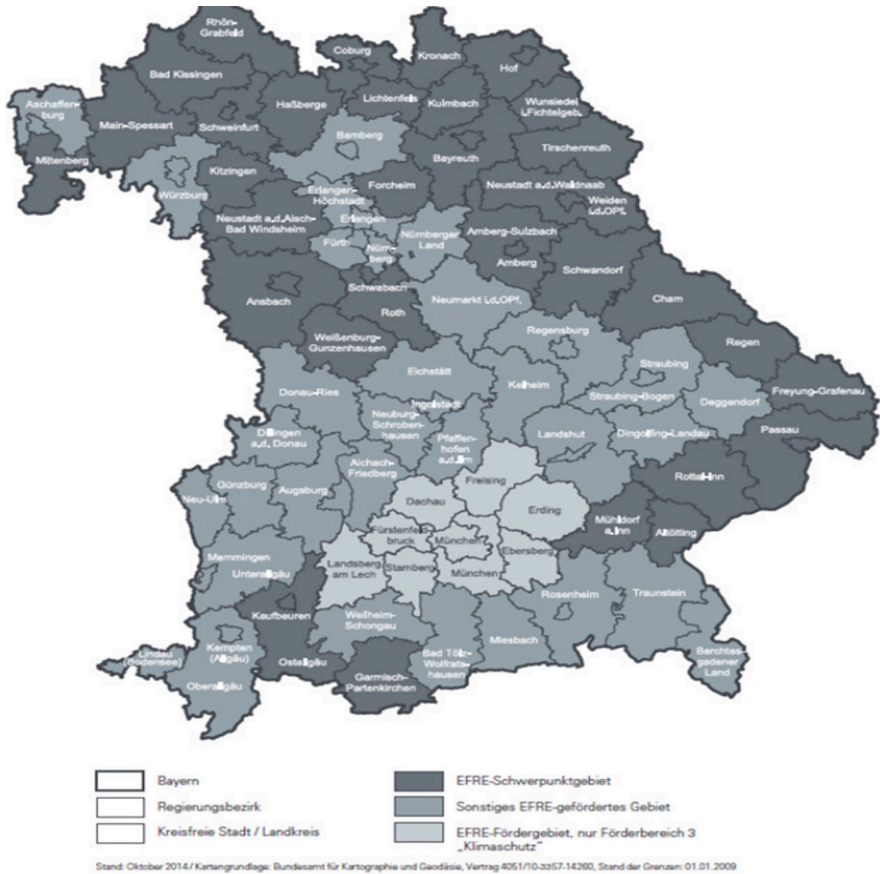 Rhön-
Grabfeld
Coburg
Kronach
Hof
Bad Kissingen
Aschaffen-
burg
Haßberge
Lichtenfels
Kulmbach
Wunsiedel
i.Fichtelgeb.
Main-Spessart
Schweinfurt
Bamberg
Tirschenreuth
Miltenberg
Kitzingen
Bayreuth
Würzburg
Erlangen-
Höchstadt
Forcheim
Neustadt a.d.Waldnaab
Weiden
i.d.OPf.
Neustadt a.d.Aisch-
Bad Windsheim
Erlangen
Fürth
Nürn-
berg
Nürnberger
Land
Amberg-Sulzbach
Amberg
Schwandorf
Ansbach
Schwabach
Roth
Neumarkt i.d.OPf.
Cham
Weißenburg-
Gunzenhausen
Regensburg
Regen
Eichstätt
Straubing
Donau-Ries
Kelheim
Straubing-Bogen
Freyung-Grafenau
Deggendorf
Ingolstadt
Neuburg-
Schroben-
hausen
Passau
Dillingen
a.d. Donau
Pfaffen-
hofen
a.d.Ilm
Landshut
Dingolfing-Landau
Aichach-
Friedberg
Rottal-Inn
Günzburg
Neu-Ulm
Augsburg
Freising
Dachau
Erding
Mühldorf
a.Inn
Altötting
Fürstenfeld
bruck
München
Ebersberg
Memmingen
Unterallgäu
Landsberg
am Lech
Starnberg
München
Traunstein
Rosenheim
Kaufbeuren
Weilheim-
Schongau
Miesbach
Bad Tölz-
Wolfrats-
hausen
Lindau
(Bodensee)
Kempten
(Allgäu)
Ostallgäu
Garmisch-
Partenkirchen
Berchtes-
gadener
Land
Oberallgäu
Bayern
Regierungsbezirk
Kreisfreie Stadt / Landkreis
EFRE-Schwerpunktgebiet
Sonstiges EFRE-gefördertes Gebiet
EFRE-Fördergebiet, nur Förderbereich 3
„Klimaschutz"
Stand: Oktober 2014 / Kartengrundlage: Bundesamt für Kartographie und Geodäsie, Vertrag 4051/10-3357-14260, Stand der Grenzen: 01.01.2009